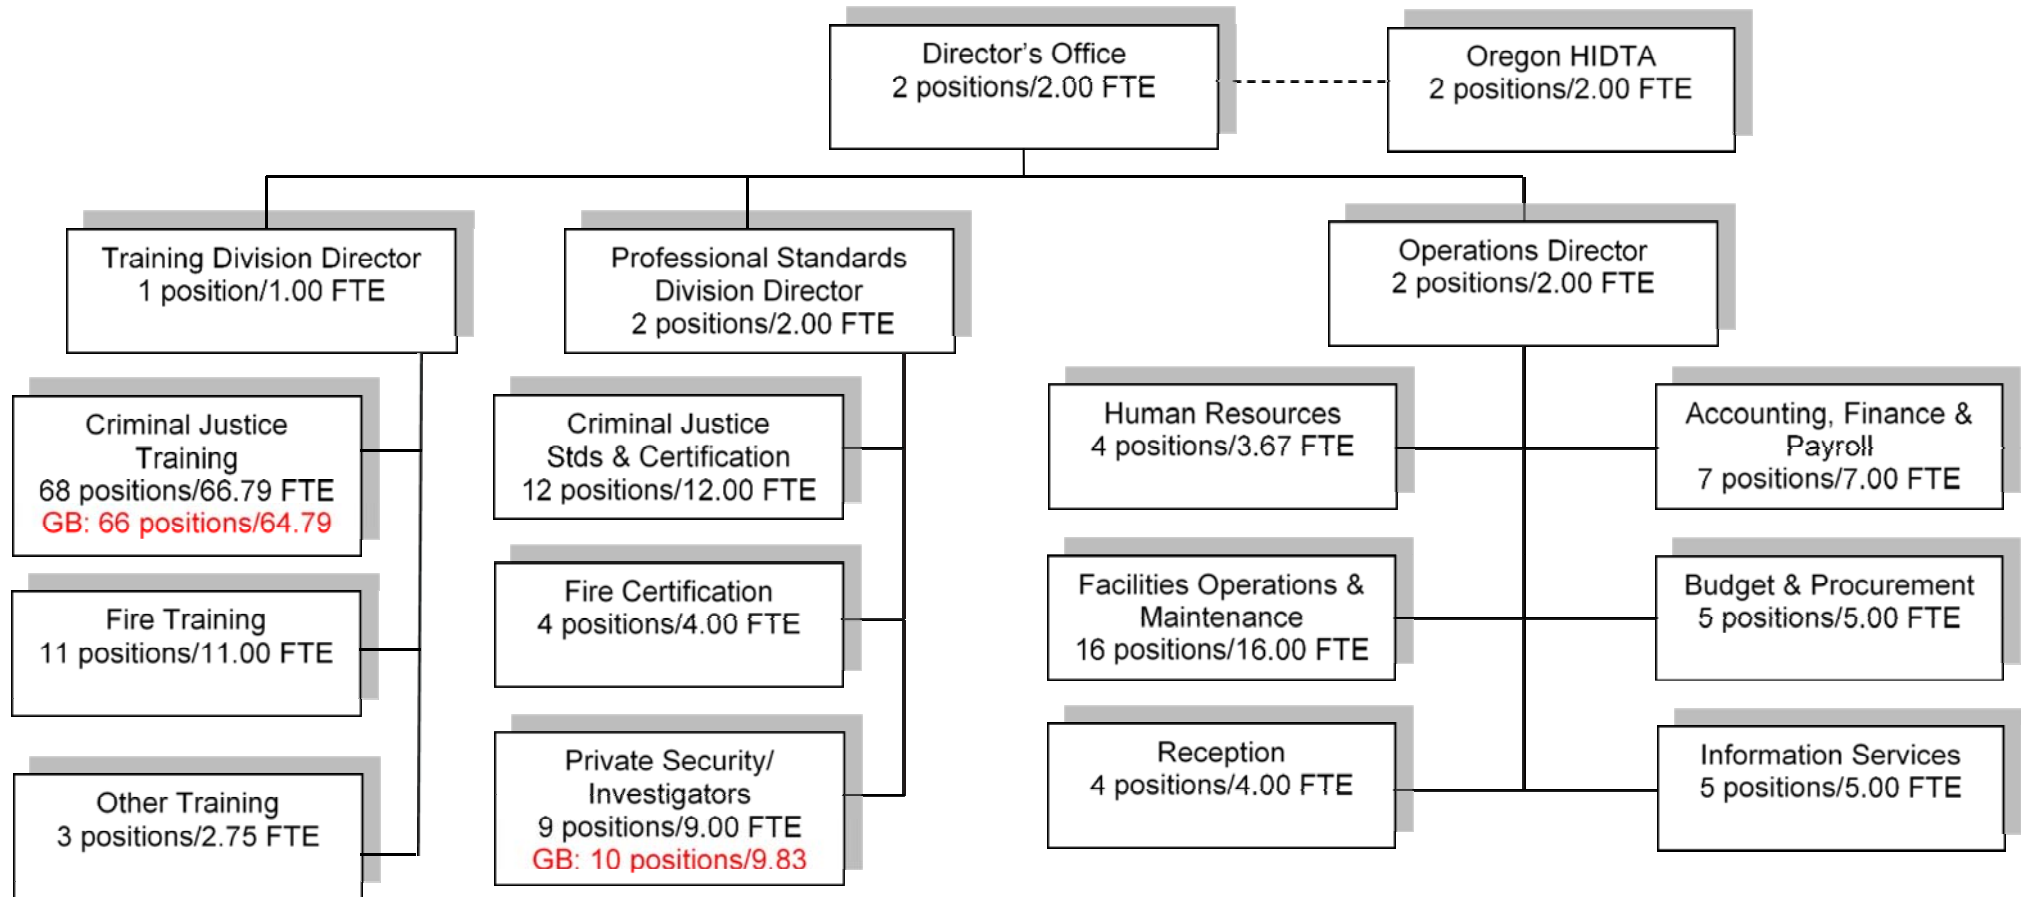 Director’s Office
2 positions/2.00 FTE
Oregon HIDTA
2 positions/2.00 FTE
Training Division Director
1 position/1.00 FTE
Professional Standards
Division Director
2 positions/2.00 FTE
Operations Director
2 positions/2.00 FTE
Criminal Justice
Training
68 positions/66.79 FTE
GB: 66 positions/64.79
Fire Training
11 positions/11.00 FTE
Other Training
3 positions/2.75 FTE
Criminal Justice
Stds & Certification
12 positions/12.00 FTE
Fire Certification
4 positions/4.00 FTE
Private Security/
Investigators
9 positions/9.00 FTE
GB: 10 positions/9.83
Human Resources
4 positions/3.67 FTE
Facilities Operations &
Maintenance
16 positions/16.00 FTE
Reception
4 positions/4.00 FTE
Accounting, Finance &
Payroll
7 positions/7.00 FTE
Budget & Procurement
5 positions/5.00 FTE
Information Services
5 positions/5.00 FTE